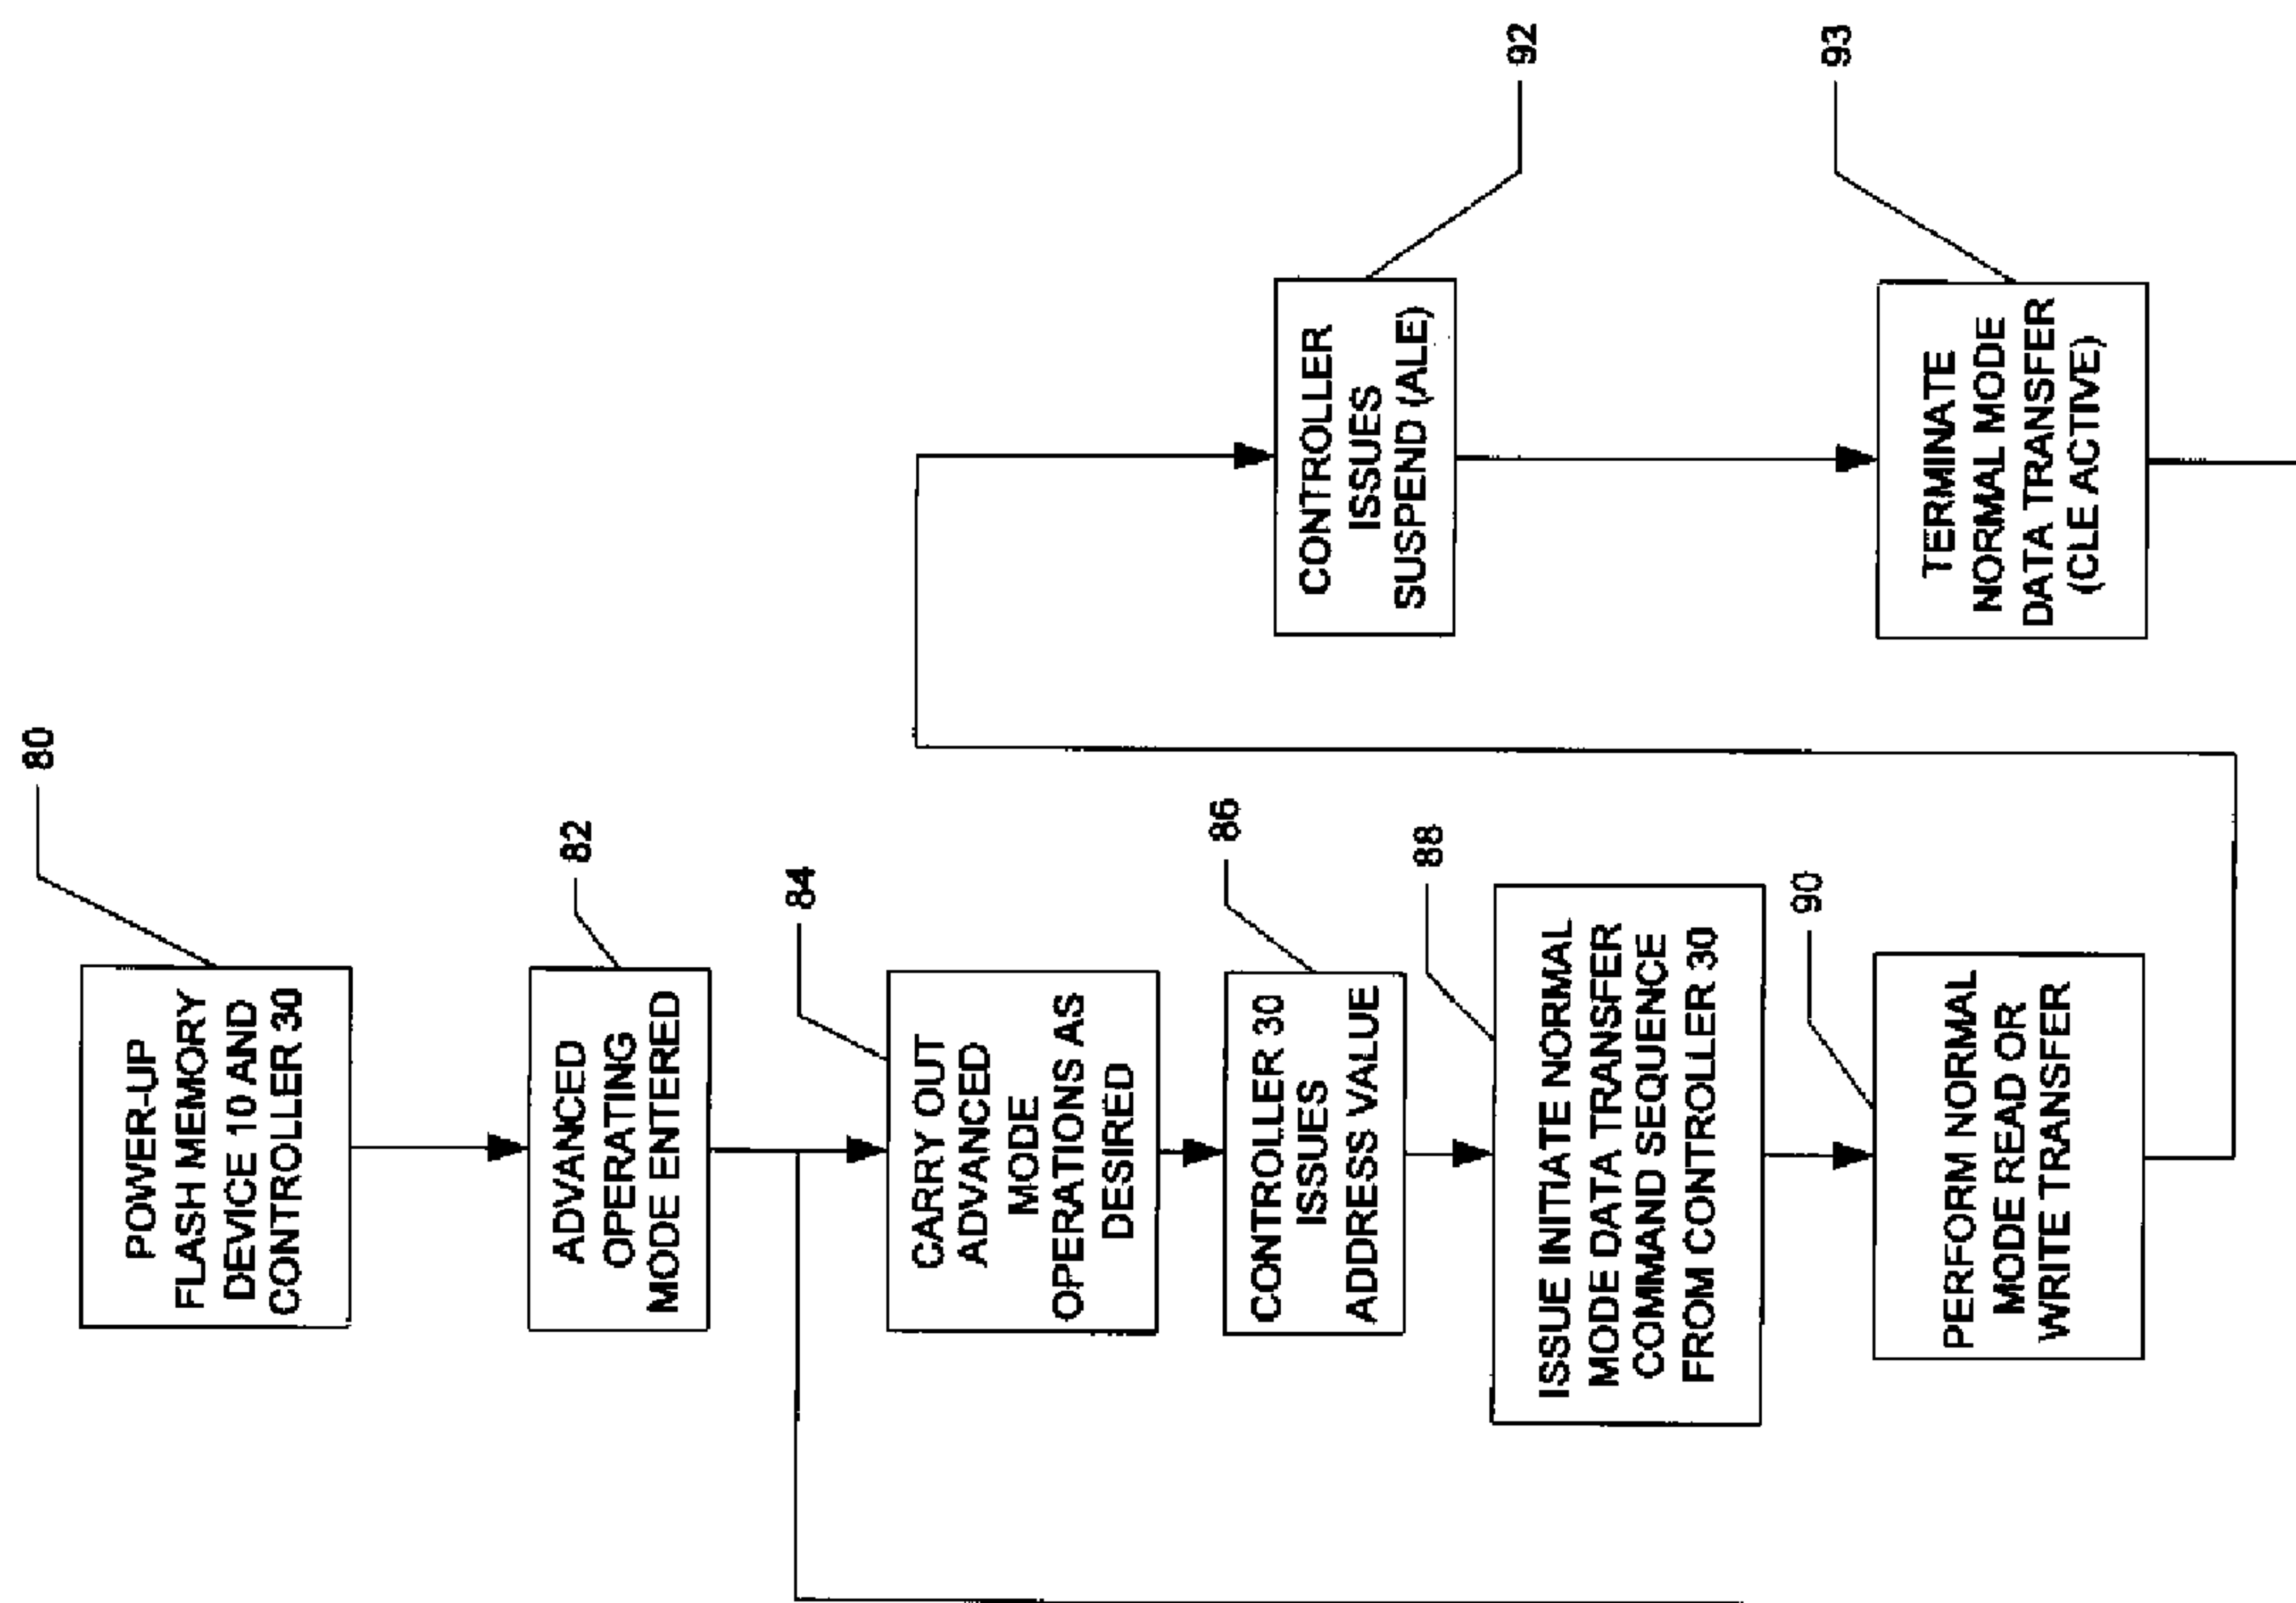 80
POWER-UP
FLASH MEMORY
DEVICE 10 AND
CONTROLLER 30
82
ADVANCED
OPERATING
MODE ENTERED
84
CARRY OUT
ADVANCED
MODE
OPERATIONS AS
DESIRED
86
CONTROLLER 30
ISSUES
ADDRESS VALUE
88
ISSUE INITIATE NORMAL
MODE DATA TRANSFER
COMMAND SEQUENCE
FROM CONTROLLER 30
90
PERFORM NORMAL
MODE READ OR
WRITE TRANSFER
92
CONTROLLER
ISSUES
SUSPEND (ALE)
93
TERMINATE
NORMAL MODE
DATA TRANSFER
(CLE ACTIVE)